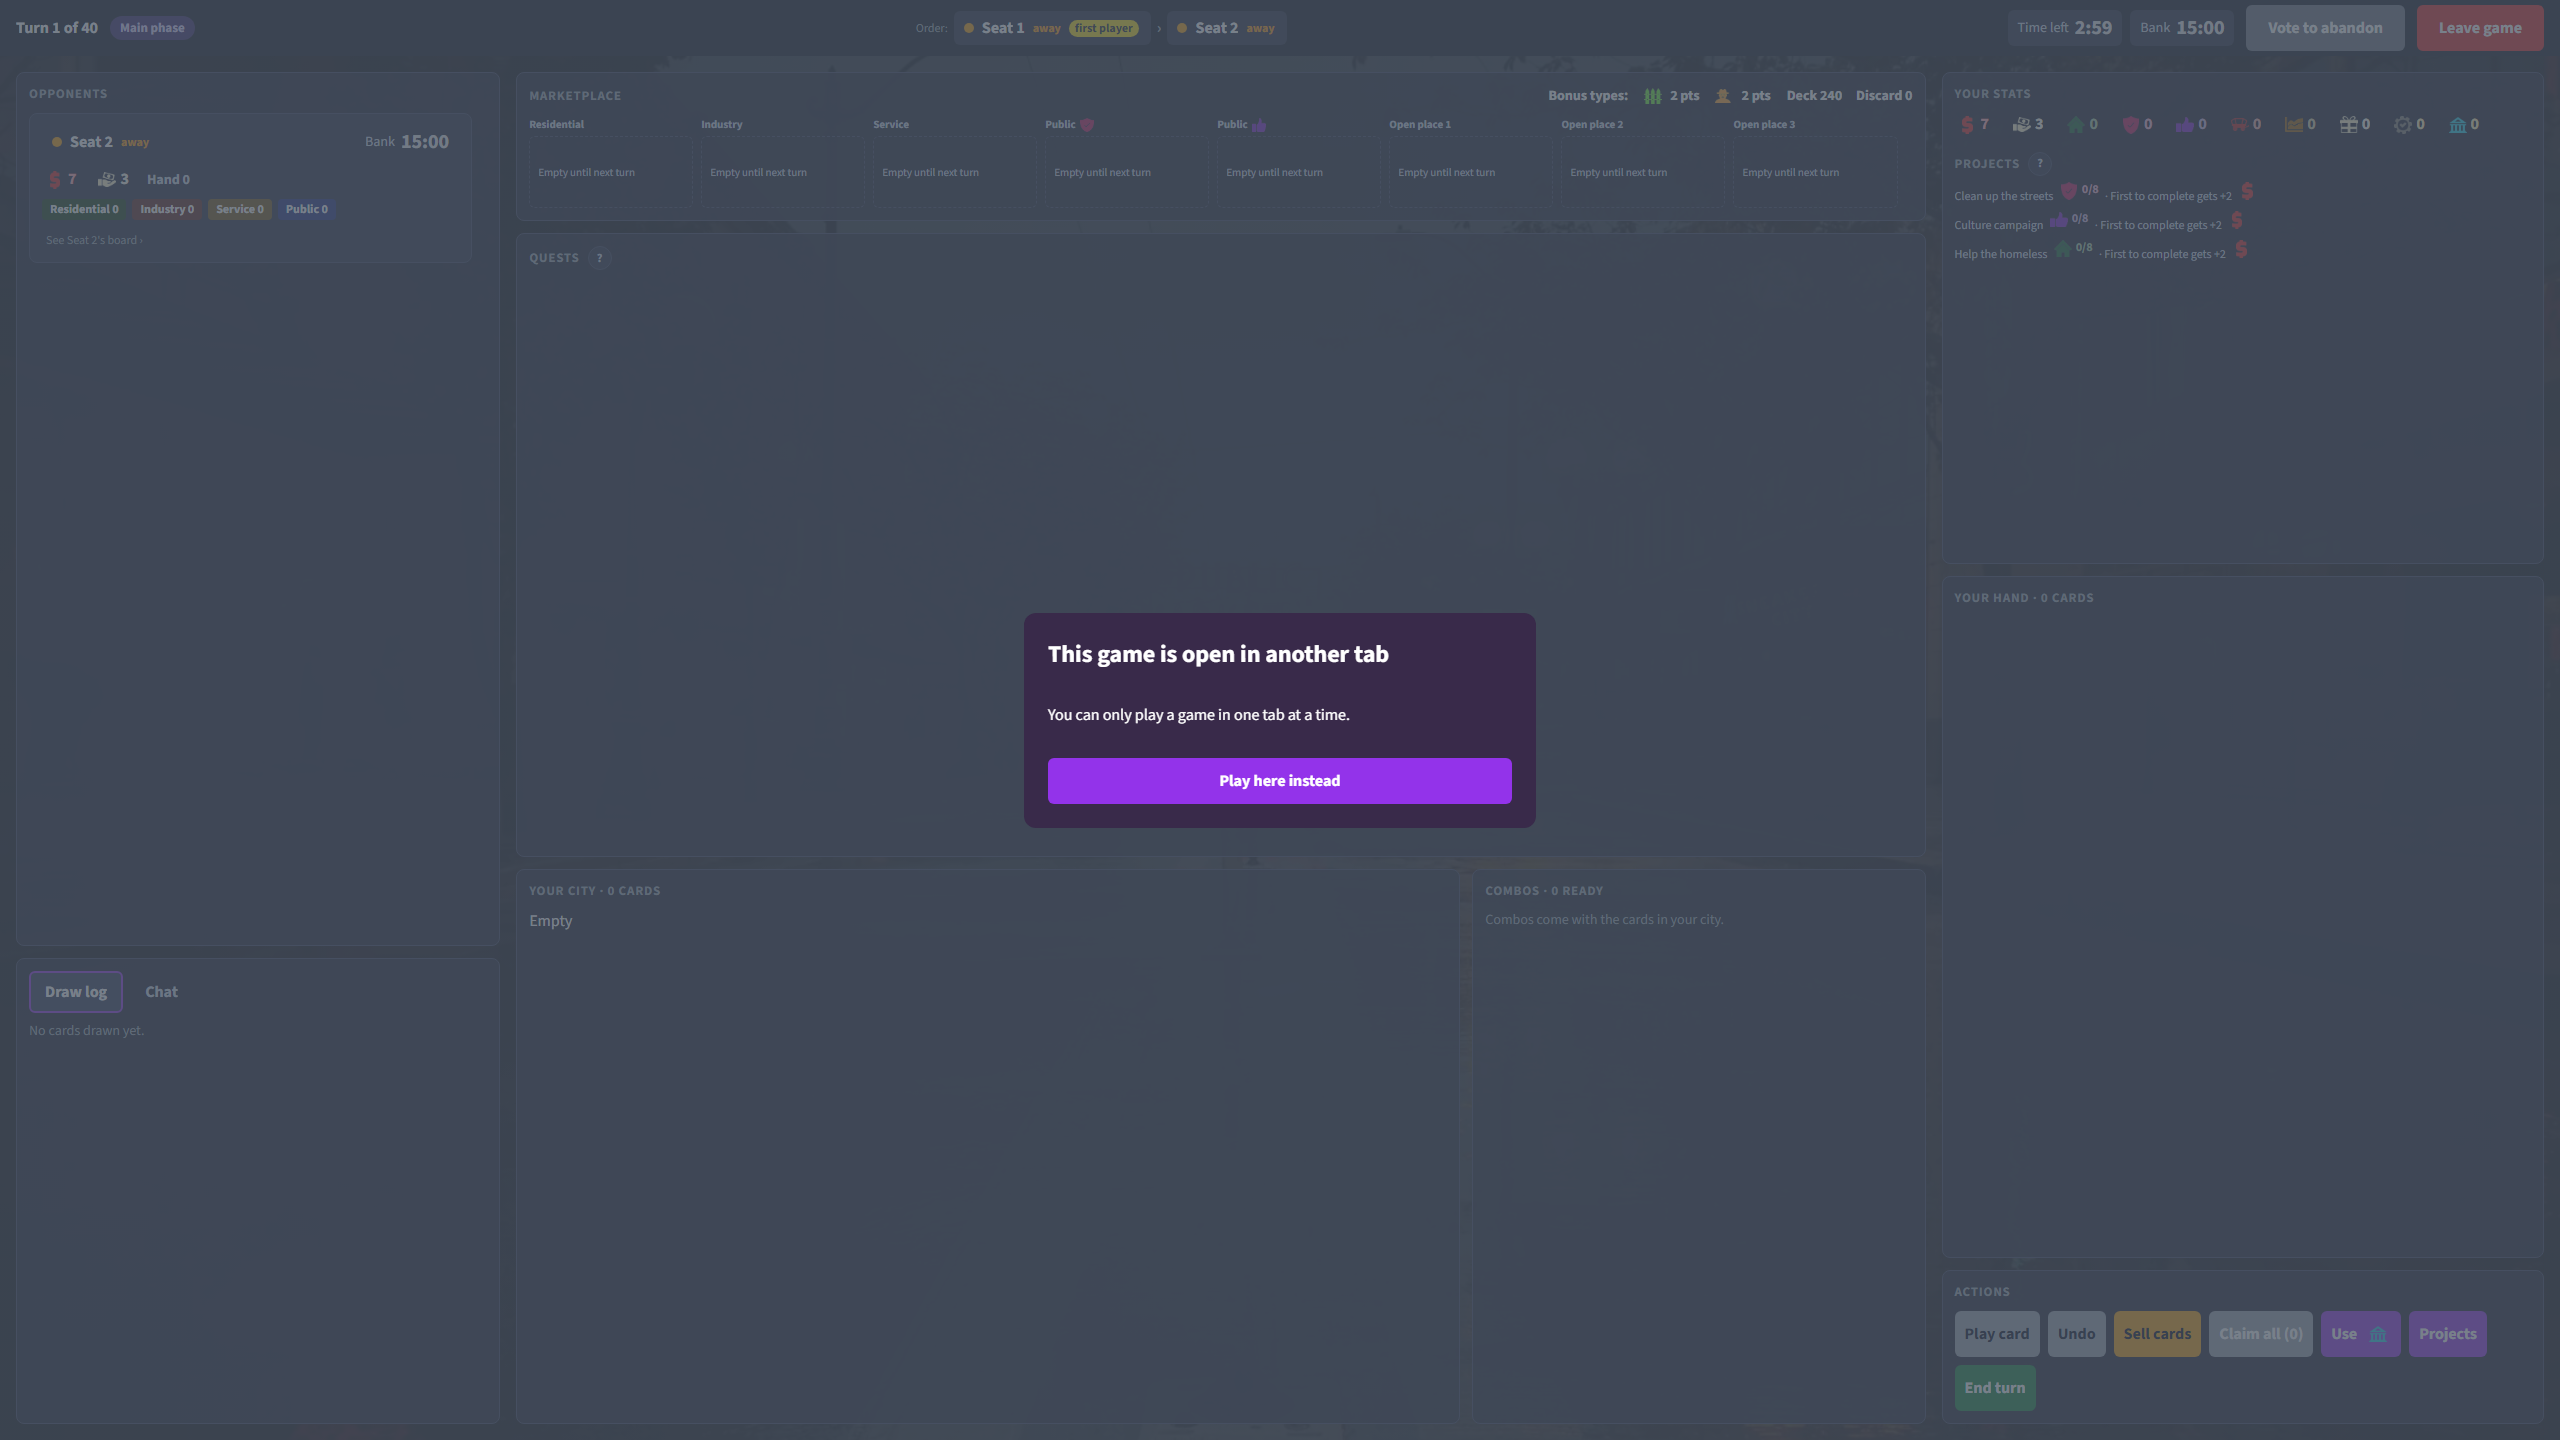 Turn 1 of 40 Main phase
Order: Seat 1 away first player › Seat 2 away
Time left 2:59 Bank 15:00 Vote to abandon Leave game
OPPONENTS
Seat 2 away Bank 15:00
7 3 Hand 0
Residential 0 Industry 0 Service 0 Public 0
See Seat 2's board ›
MARKETPLACE
Bonus types: 2 pts 2 pts Deck 240 Discard 0
Residential Industry Service Public Public Open place 1 Open place 2 Open place 3
Empty until next turn Empty until next turn Empty until next turn Empty until next turn Empty until next turn Empty until next turn Empty until next turn Empty until next turn
QUESTS ?
YOUR STATS
$ 7 3 0 0 0 0 0 0 0 0
PROJECTS ?
Clean up the streets 0/8 · First to complete gets +2 $
Culture campaign 0/8 · First to complete gets +2 $
Help the homeless 0/8 · First to complete gets +2 $
This game is open in another tab
You can only play a game in one tab at a time.
Play here instead
YOUR HAND · 0 CARDS
YOUR CITY · 0 CARDS
Empty
COMBOS · 0 READY
Combos come with the cards in your city.
Draw log Chat
No cards drawn yet.
ACTIONS
Play card Undo Sell cards Claim all (0) Use Projects
End turn